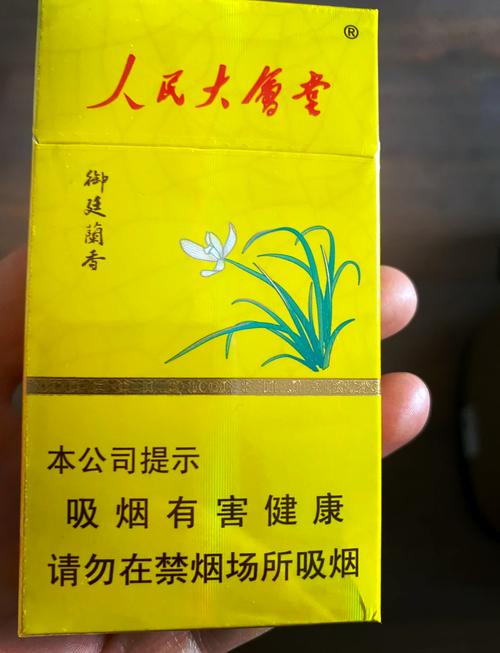 人民大會堂
®
御廷蘭香
本公司提示
吸烟有害健康
请勿在禁烟场所吸烟